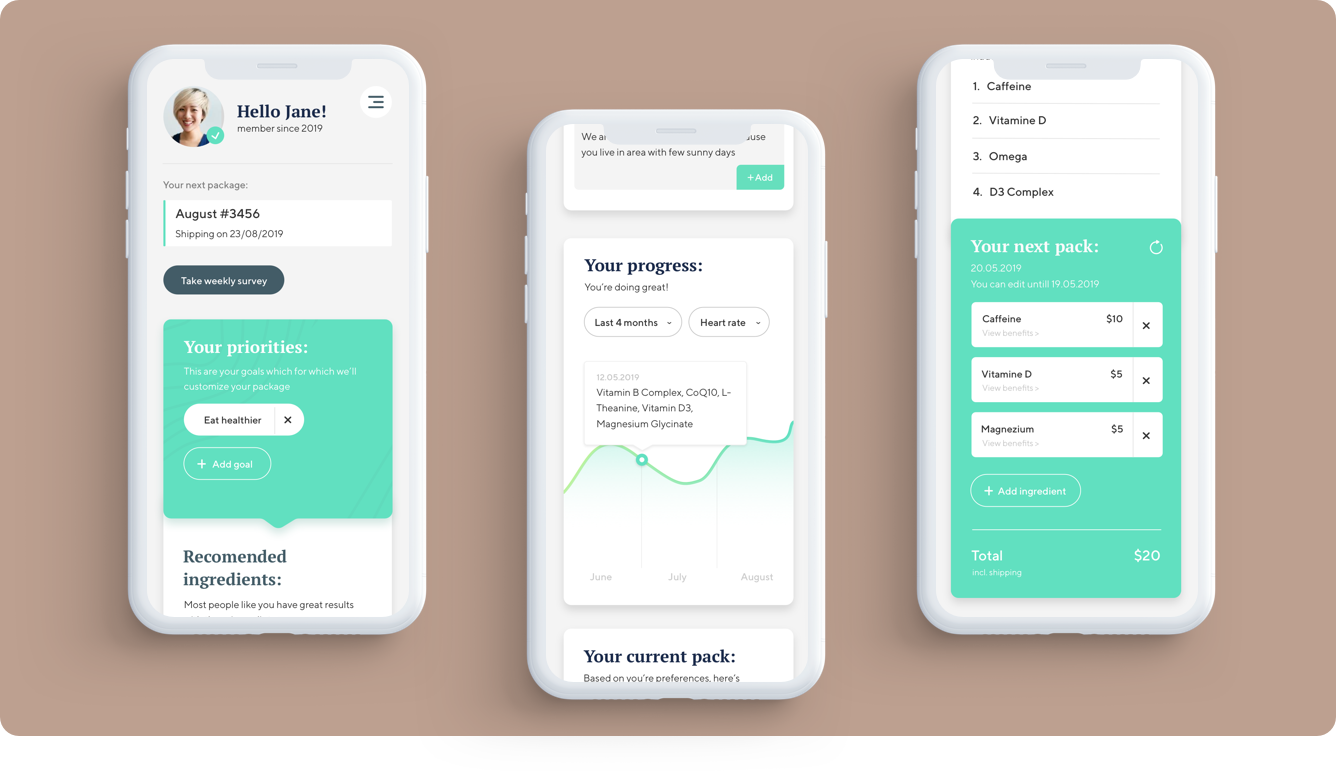 Hello Jane!
member since 2019
Your next package:
August #3456
Shipping on 23/08/2019
Take weekly survey
Your priorities:
This are your goals which for which we'll
customize your package
Eat healthier
×
+ Add goal
Recomended
ingredients:
Most people like you have great results
We
you live in area with few sunny days
+ Add
Your progress:
You're doing great!
Last 4 months
Heart rate
12.05.2019
Vitamin B Complex, CoQ10, L-
Theanine, Vitamin D3,
Magnesium Glycinate
June July August
Your current pack:
Based on you're preferences, here's
1. Caffeine
2. Vitamine D
3. Omega
4. D3 Complex
Your next pack:
20.05.2019
You can edit untill 19.05.2019
Caffeine $10 ×
View benefits >
Vitamine D $5 ×
View benefits >
Magnezium $5 ×
View benefits >
+ Add ingredient
Total $20
incl. shipping